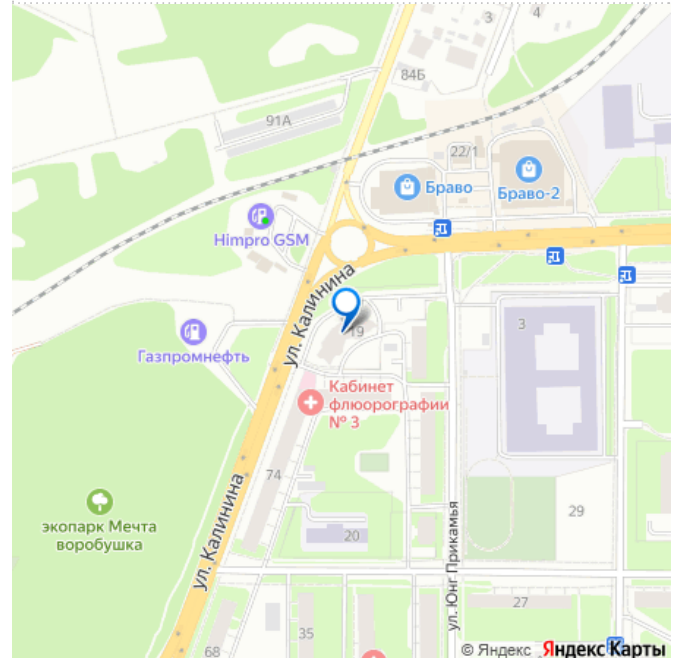 3
4
84Б
91А
22/1
Браво
Браво-2
Himpro GSM
ул. Калинина
3
19
Газпромнефть
Кабинет
флюорографии
№ 3
74
экопарк Мечта
воробушка
29
20
ул. Калинина
ул. Юнг Прикамья
27
35
68
© Яндекс Яндекс Карты